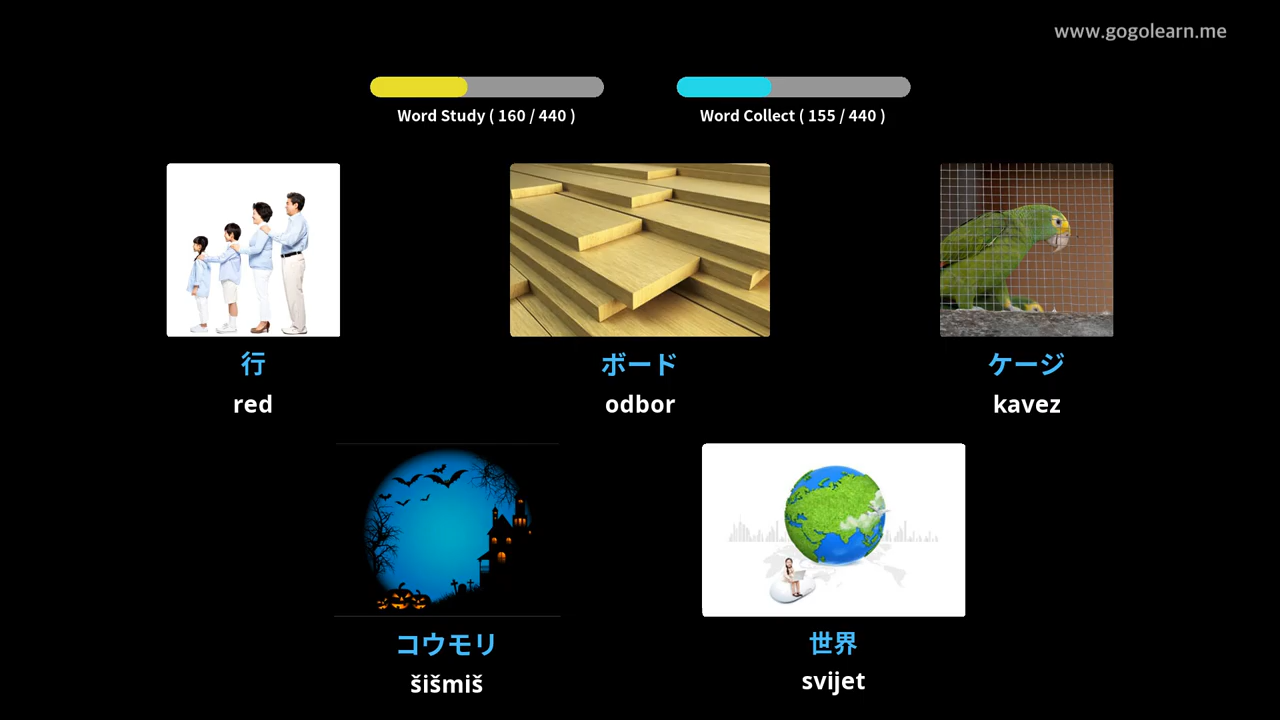 www.gogolearn.me
Word Study ( 160 / 440 )
Word Collect ( 155 / 440 )
行
red
ボード
odbor
ケージ
kavez
コウモリ
šišmiš
世界
svijet